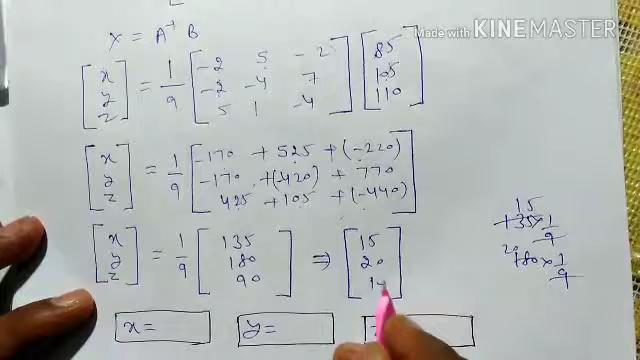 Made with KINEMASTER
X = A⁻¹ B
[x y z] = 1/9 [-2 5 -2
-2 -4 7
5 1 -4] [85
105
110]
[x y z] = 1/9 [-170 + 525 + (-220)
-170 + (-420) + 770
425 + 105 + (-440)]
[x y z] = 1/9 [135
180
90] ⇒ [15
20
1]
15
135 × 1/9
20
180 × 1/9
x =
y =